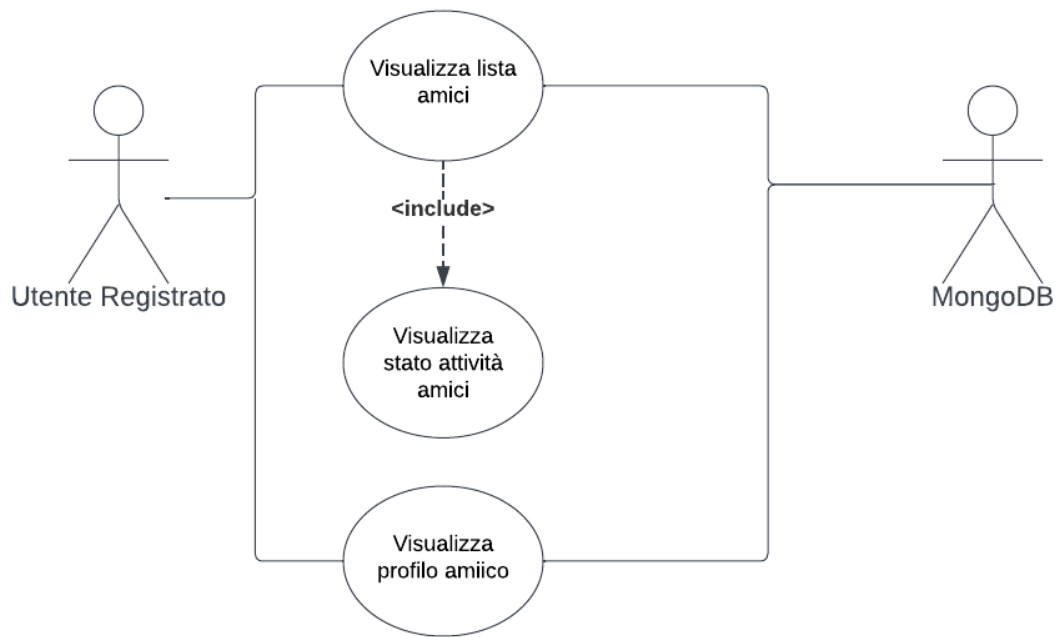 Visualizza lista
amici
<include>
Utente Registrato
MongoDB
Visualizza
stato attività
amici
Visualizza
profilo amiico